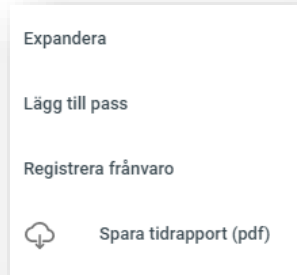 Expandera
Lägg till pass
Registrera frånvaro
Spara tidrapport (pdf)